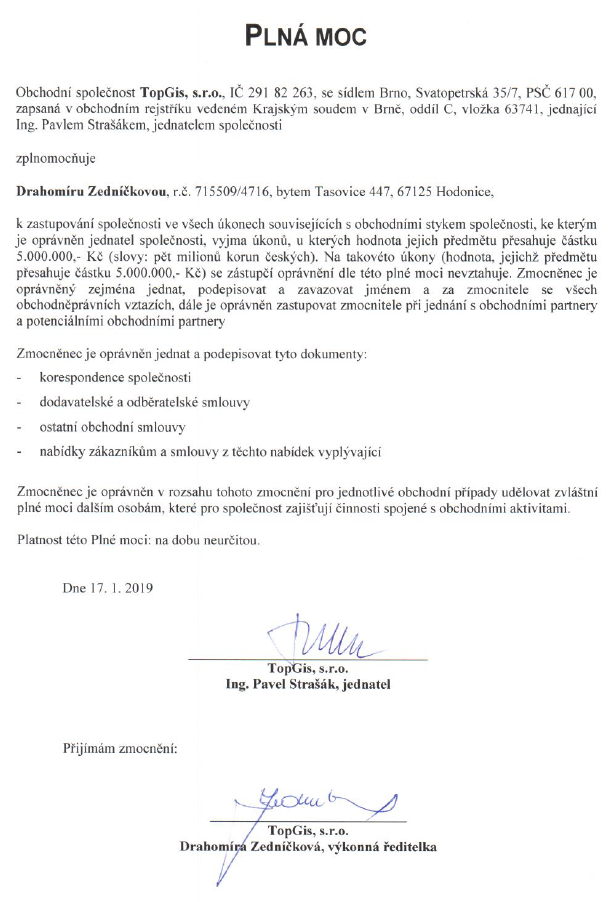 PLNÁ MOC
Obchodní společnost TopGis, s.r.o., IČ 291 82 263, se sídlem Brno, Svatopetrská 35/7, PSČ 617 00,
zapsaná v obchodním rejstříku vedeném Krajským soudem v Brně, oddíl C, vložka 63741, jednající
Ing. Pavlem Strašákem, jednatelem společnosti
zplnomocňuje
Drahomíru Zedníčkovou, r.č. 715509/4716, bytem Tasovice 447, 67125 Hodonice,
k zastupování společnosti ve všech úkonech souvisejících s obchodními stykem společnosti, ke kterým
je oprávněn jednatel společnosti, vyjma úkonů, u kterých hodnota jejich předmětu přesahuje částku
5.000.000,- Kč (slovy: pět milionů korun českých). Na takovéto úkony (hodnota, jejichž předmětu
přesahuje částku 5.000.000,- Kč) se zástupčí oprávnění dle této plné moci nevztahuje. Zmocněnec je
oprávněný zejména jednat, podepisovat a zavazovat jménem a za zmocnitele se všech
obchodněprávních vztazích, dále je oprávněn zastupovat zmocnitele při jednání s obchodními partnery
a potenciálními obchodními partnery
Zmocněnec je oprávněn jednat a podepisovat tyto dokumenty:
- korespondence společnosti
- dodavatelské a odběratelské smlouvy
- ostatní obchodní smlouvy
- nabídky zákazníkům a smlouvy z těchto nabídek vyplývající
Zmocněnec je oprávněn v rozsahu tohoto zmocnění pro jednotlivé obchodní případy udělovat zvláštní
plné moci dalším osobám, které pro společnost zajišťují činnosti spojené s obchodními aktivitami.
Platnost této Plné moci: na dobu neurčitou.
Dne 17. 1. 2019
TopGis, s.r.o.
Ing. Pavel Strašák, jednatel
Přijímám zmocnění:
TopGis, s.r.o.
Drahomíra Zedníčková, výkonná ředitelka